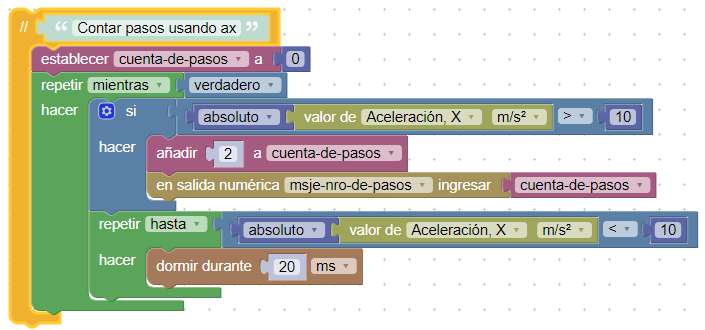 // “ Contar pasos usando ax ”
establecer cuenta-de-pasos a 0
repetir mientras verdadero
hacer si absoluto valor de Aceleración, X m/s² > 10
hacer añadir 2 a cuenta-de-pasos
en salida numérica msje-nro-de-pasos ingresar cuenta-de-pasos
repetir hasta absoluto valor de Aceleración, X m/s² < 10
hacer dormir durante 20 ms